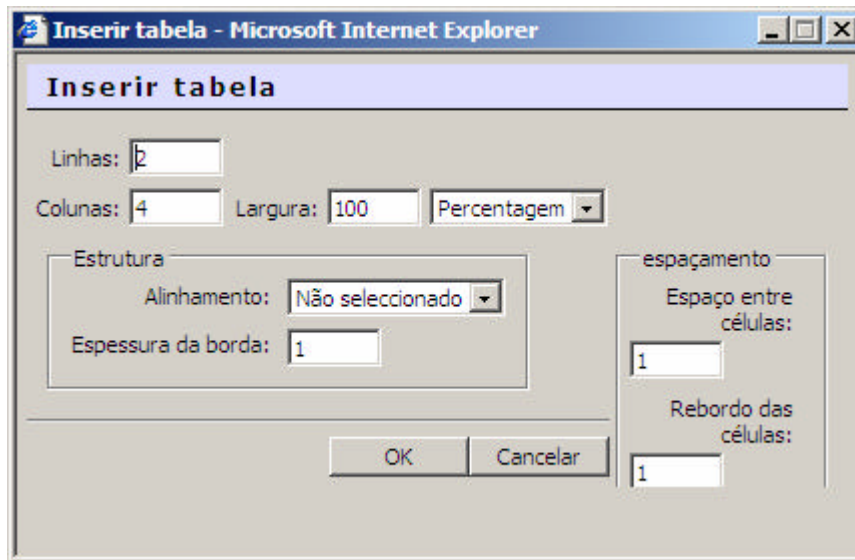 Inserir tabela - Microsoft Internet Explorer
Inserir tabela
Linhas: 2
Colunas: 4 Largura: 100 Percentagem
Estrutura
Alinhamento: Não seleccionado
Espessura da borda: 1
espaçamento
Espaço entre
células:
1
Rebordo das
células:
1
OK Cancelar